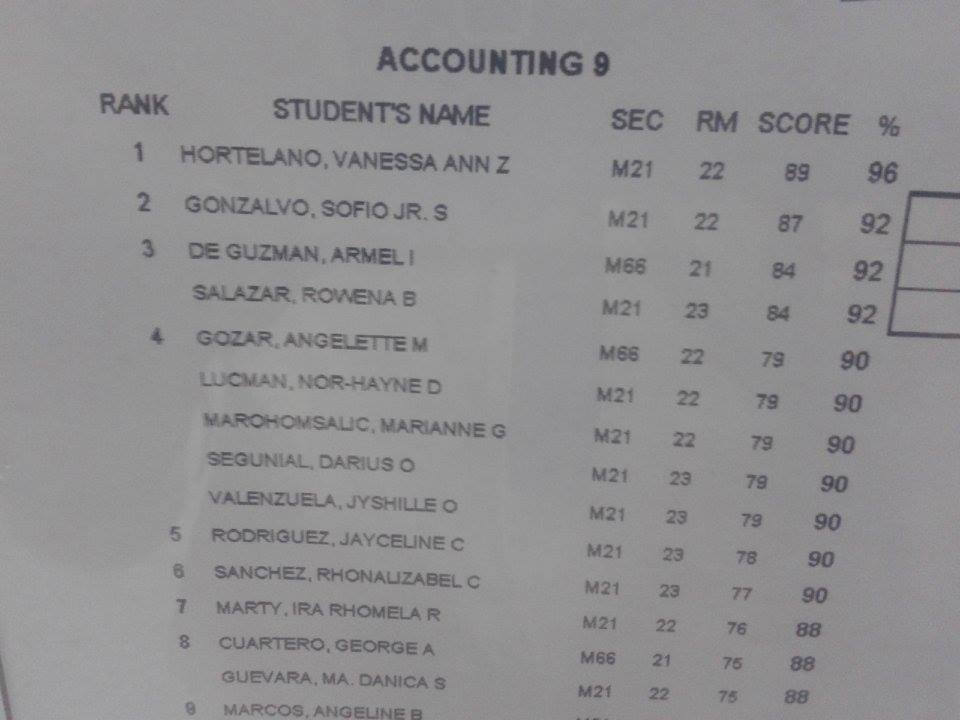 ACCOUNTING 9
RANK STUDENT'S NAME SEC RM SCORE %
1 HORTELANO, VANESSA ANN Z M21 22 89 96
2 GONZALVO, SOFIO JR. S M21 22 87 92
3 DE GUZMAN, ARMEL I M66 21 84 92
SALAZAR, ROWENA B M21 23 84 92
4 GOZAR, ANGELETTE M M66 22 79 90
LUCMAN, NOR-HAYNE D M21 22 79 90
MAROHOMSALIC, MARIANNE G M21 22 79 90
SEGUNIAL, DARIUS O M21 23 79 90
VALENZUELA, JYSHILLE O M21 23 79 90
5 RODRIGUEZ, JAYCELINE C M21 23 78 90
6 SANCHEZ, RHONALIZABEL C M21 23 77 90
7 MARTY, IRA RHOMELA R M21 22 76 88
8 CUARTERO, GEORGE A M66 21 75 88
GUEVARA, MA. DANICA S M21 22 75 88
9 MARCOS, ANGELINE B